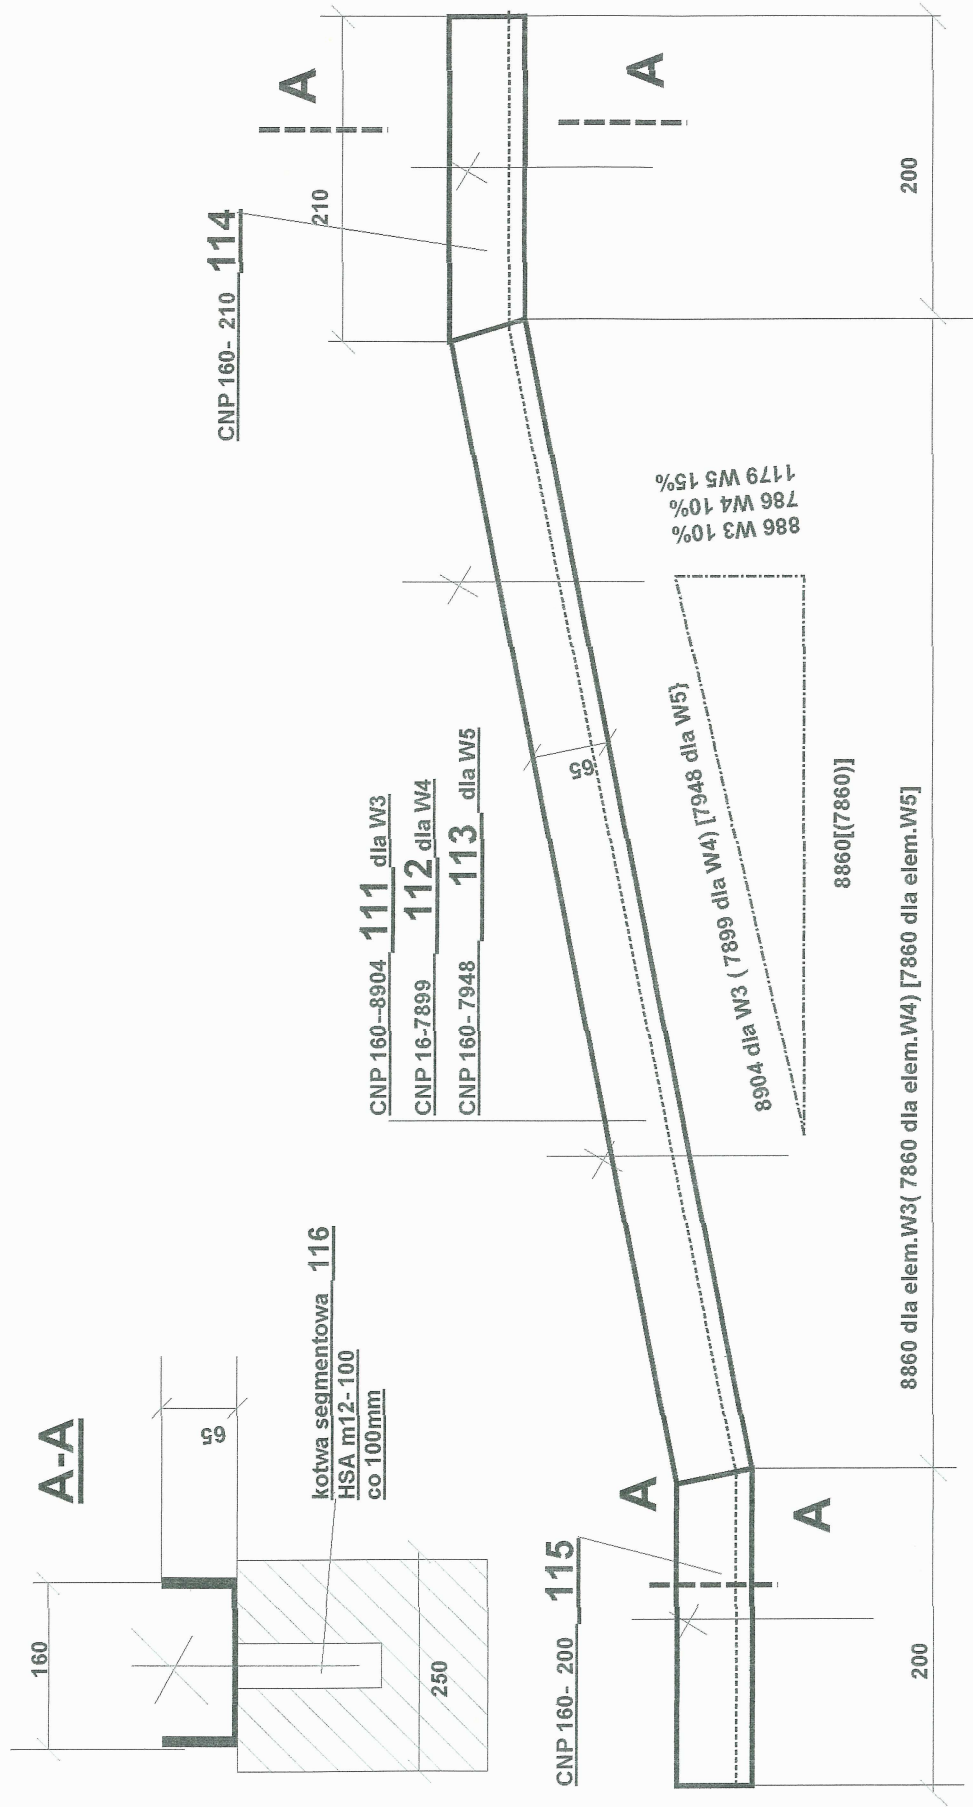 A-A
160
65
250
kotwa segmentowa 116
HSA m12-100
co 100mm
CNP 160- 200 115
A
A
200
CNP 160--8904 111 dla W3
CNP 16-7899 112 dla W4
CNP 160- 7948 113 dla W5
65
8904 dla W3 ( 7899 dla W4) [7948 dla W5}
8860[(7860)]
886 W3 10%
786 W4 10%
1179 W5 15%
8860 dla elem.W3( 7860 dla elem.W4) [7860 dla elem.W5]
CNP 160- 210 114
210
A
A
200